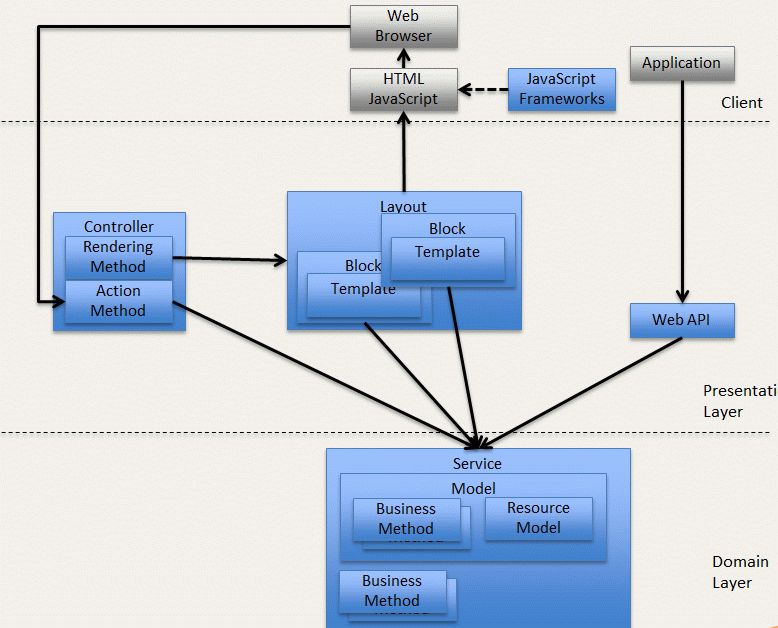 Web
Browser
HTML
JavaScript
JavaScript
Frameworks
Application
Client
Controller
Rendering
Method
Action
Method
Layout
Block
Template
Block
Template
Web API
Presentati
Layer
Service
Model
Business
Method
Resource
Model
Business
Method
Domain
Layer